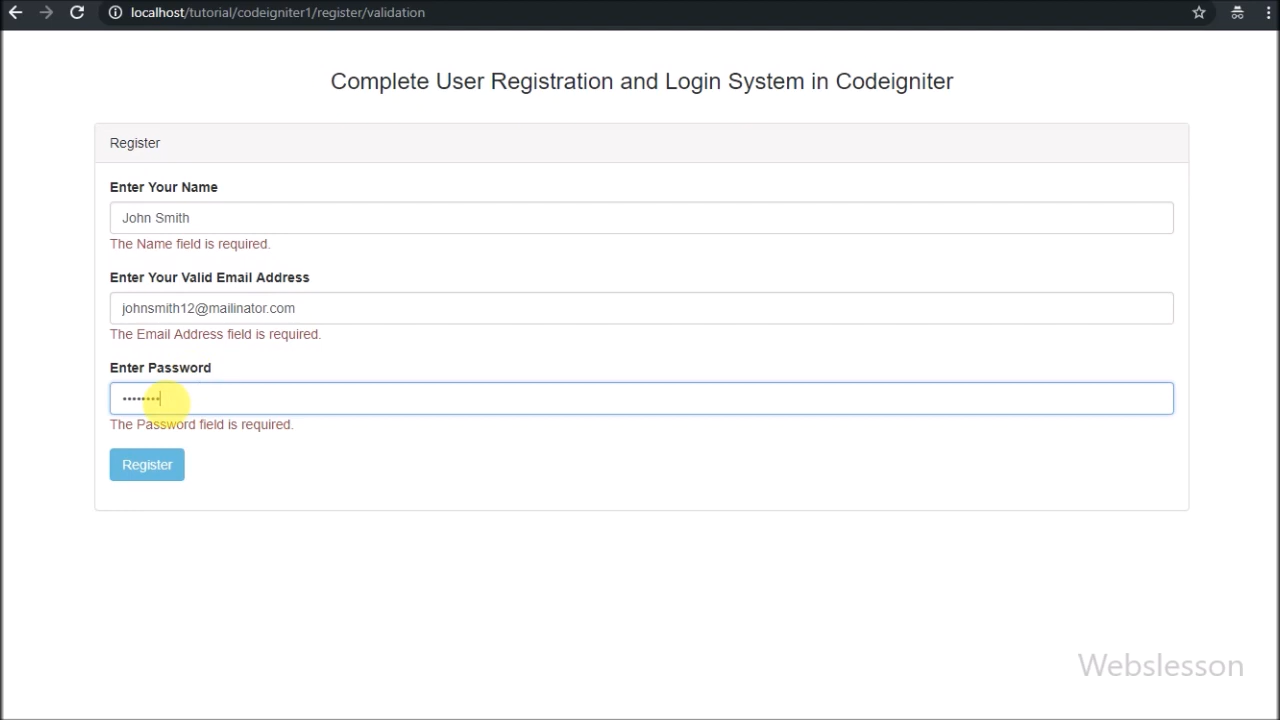 localhost/tutorial/codeigniter1/register/validation
Complete User Registration and Login System in Codeigniter
Register
Enter Your Name
John Smith
The Name field is required.
Enter Your Valid Email Address
johnsmith12@mailinator.com
The Email Address field is required.
Enter Password
••••••••
The Password field is required.
Register
Webslesson